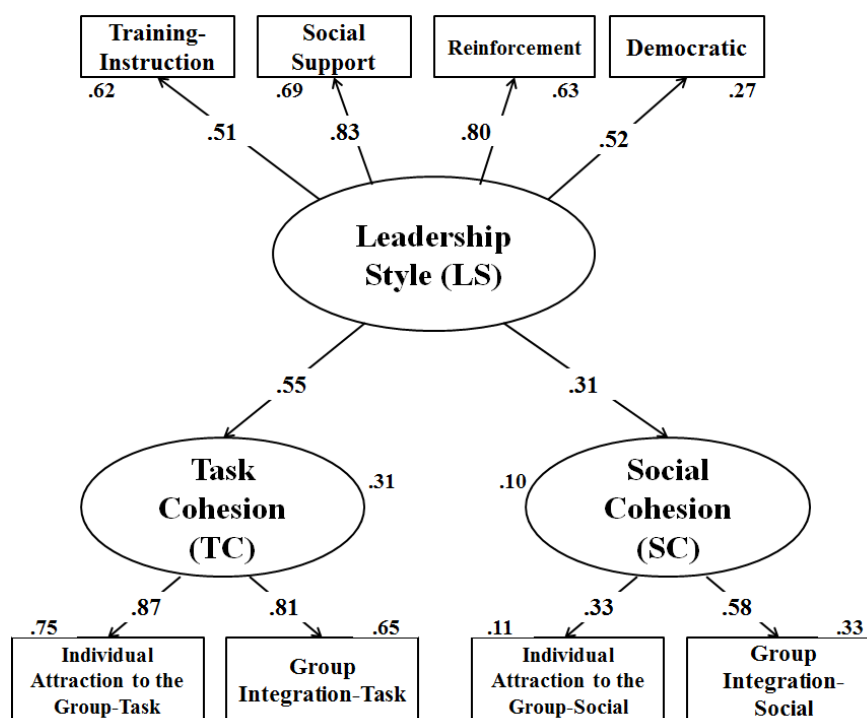 Training-
Instruction
Social
Support
Reinforcement
Democratic
.62
.69
.63
.27
.51
.83
.80
.52
Leadership
Style (LS)
.55
.31
Task
Cohesion
(TC)
.31
.10
Social
Cohesion
(SC)
.87
.81
.33
.58
.75
.65
.11
.33
Individual
Attraction to the
Group-Task
Group
Integration-Task
Individual
Attraction to the
Group-Social
Group
Integration-
Social